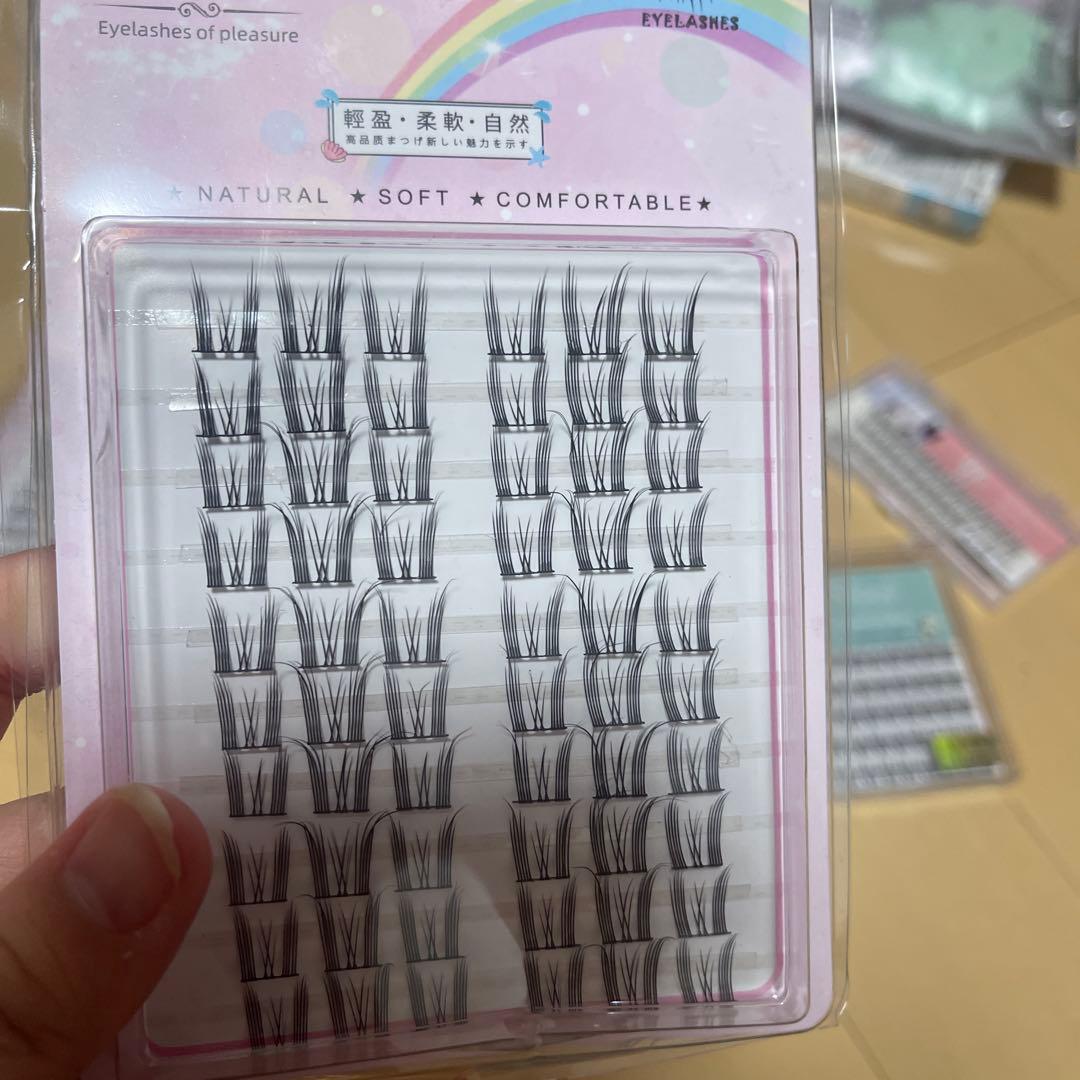 Eyelashes of pleasure
EYELASHES
輕盈・柔軟・自然
高品质まつげ新しい魅力を示す
★ NATURAL ★ SOFT ★ COMFORTABLE★